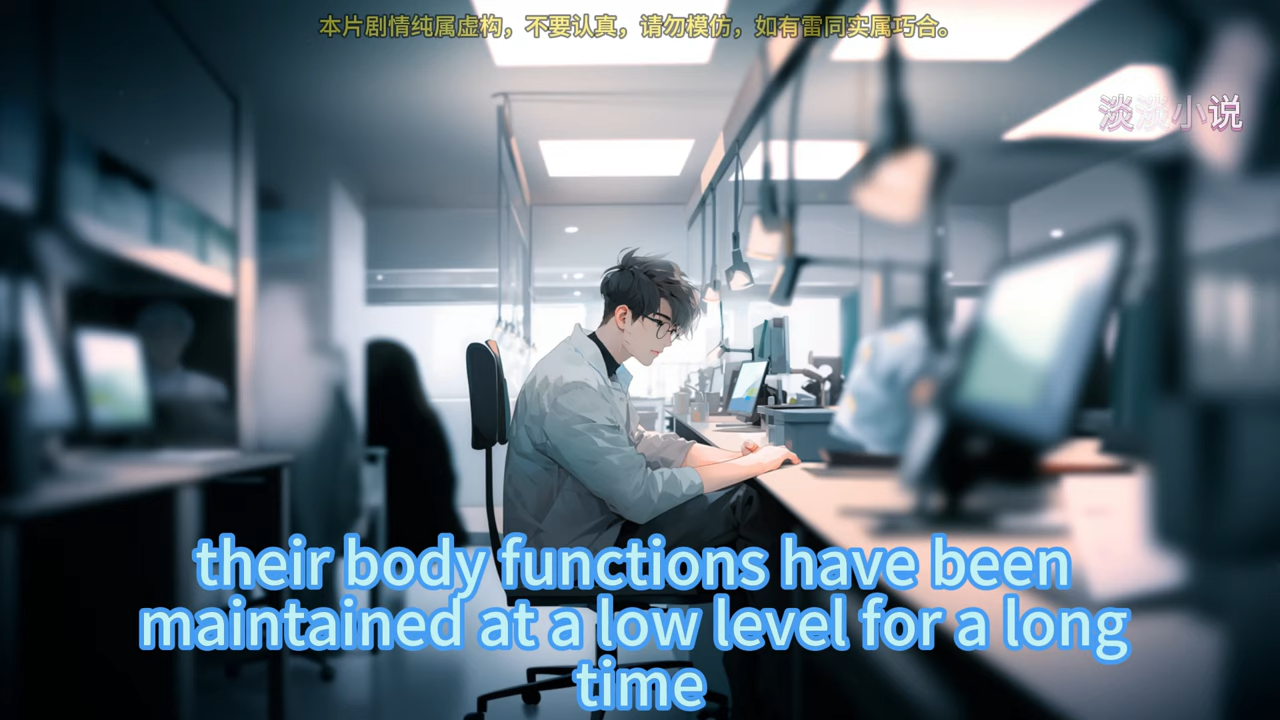 本片剧情纯属虚构，不要认真，请勿模仿，如有雷同实属巧合。
淡淡小说
their body functions have been
maintained at a low level for a long
time